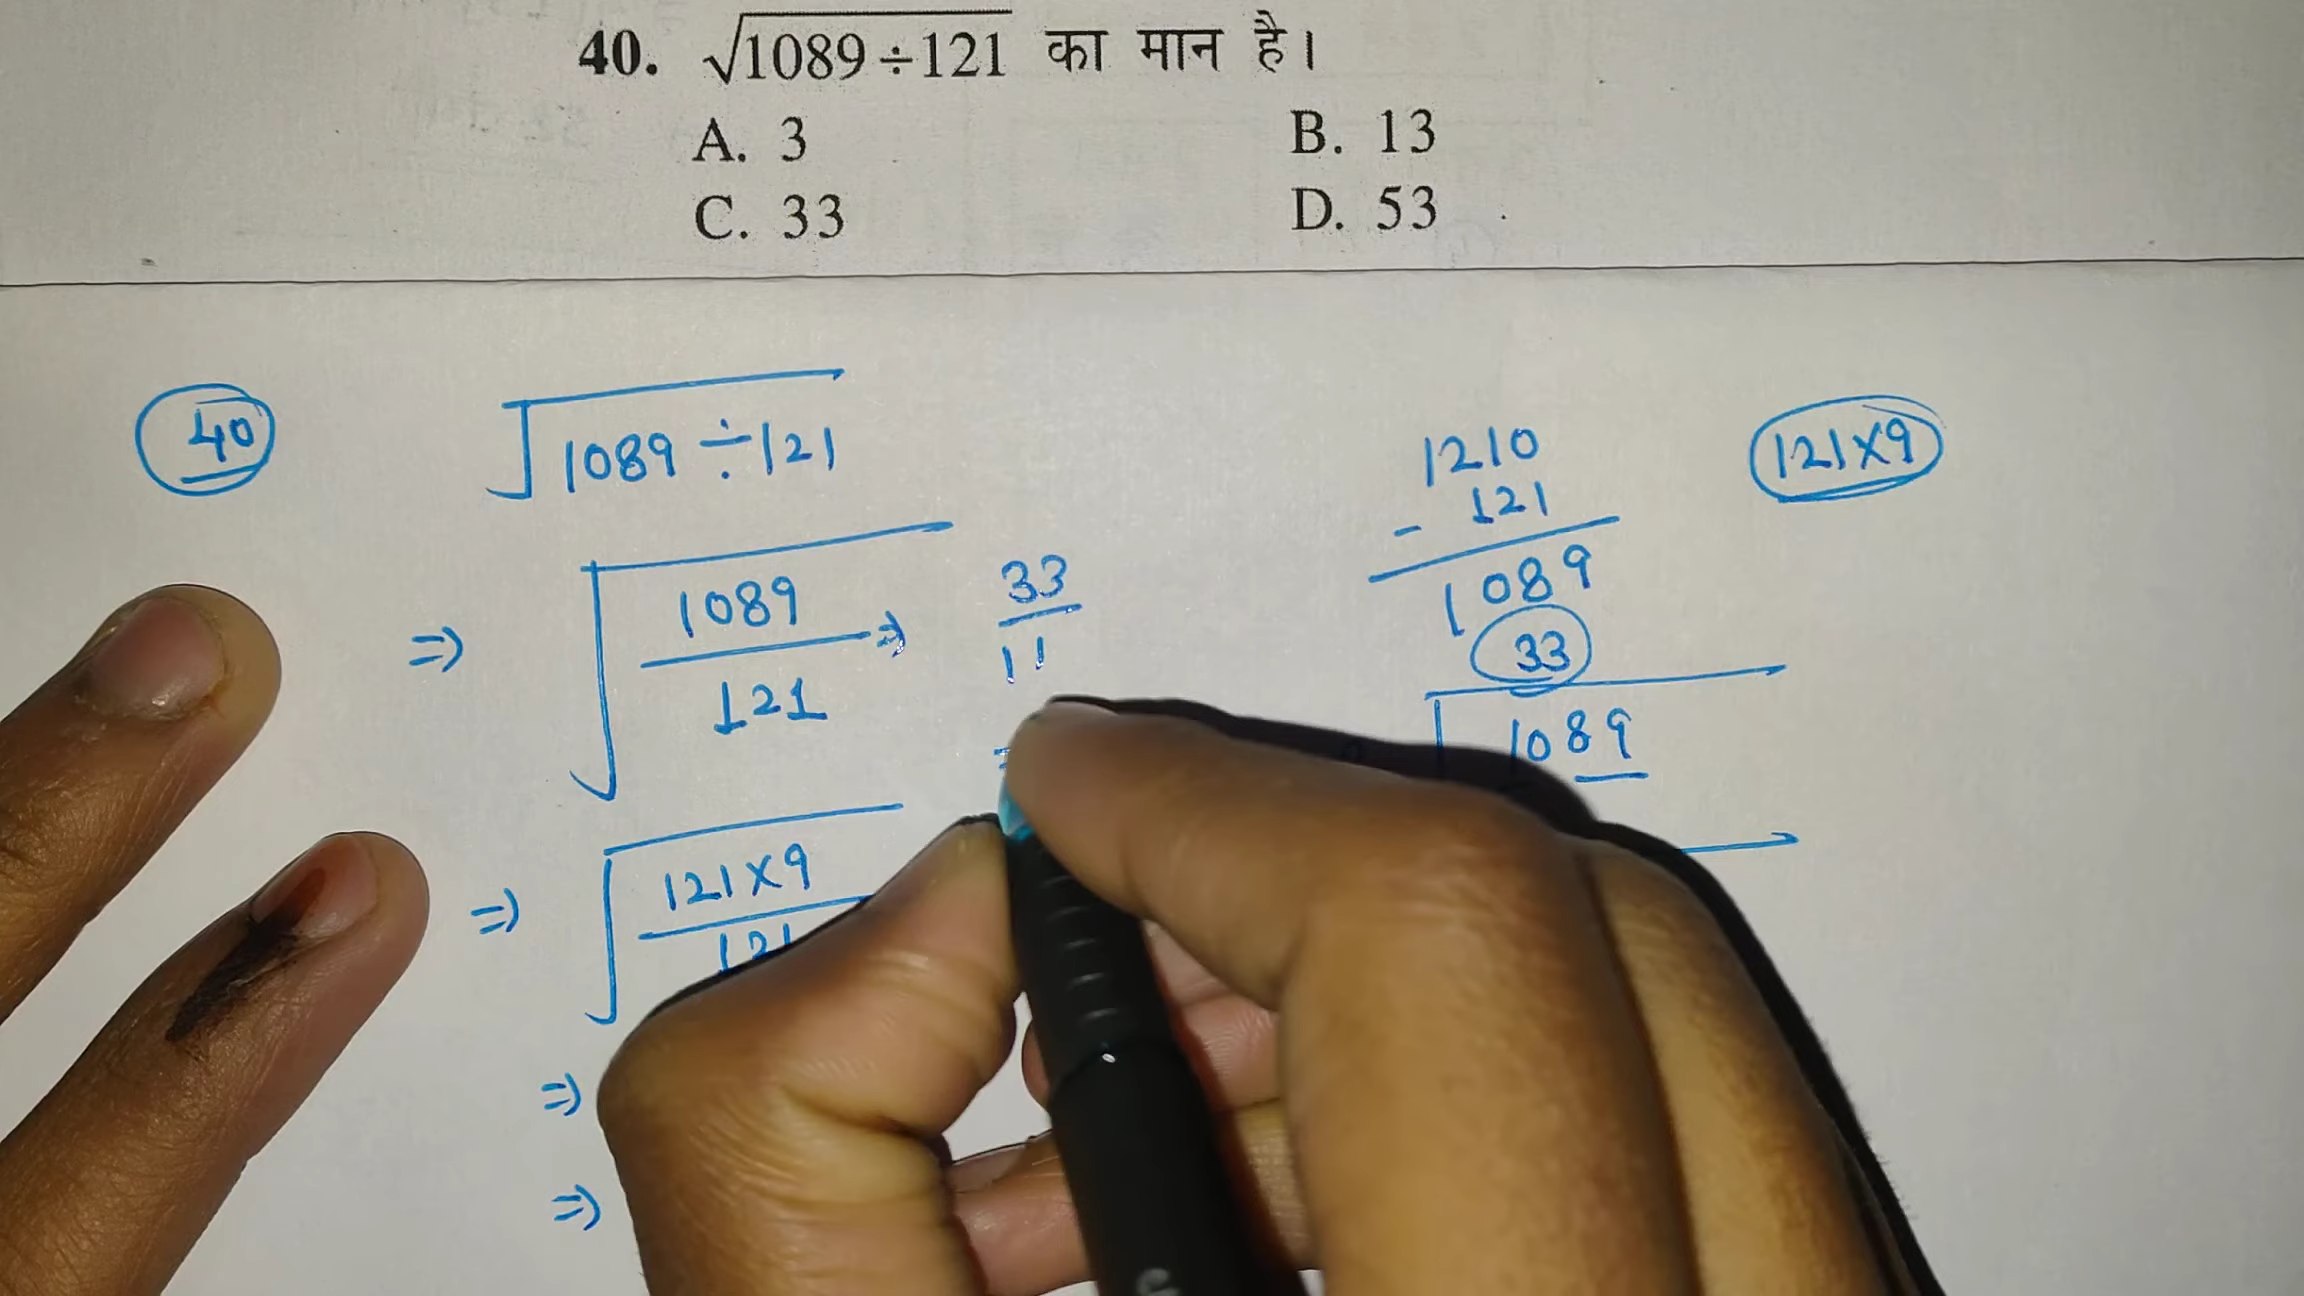 40. √1089÷121 का मान है।
A. 3 B. 13
C. 33 D. 53
40
√1089 ÷ 121
⇒ √1089/121 ⇒ 33/11
⇒ √121×9/121
⇒
⇒
1210
- 121
1089
121×9
33
√1089